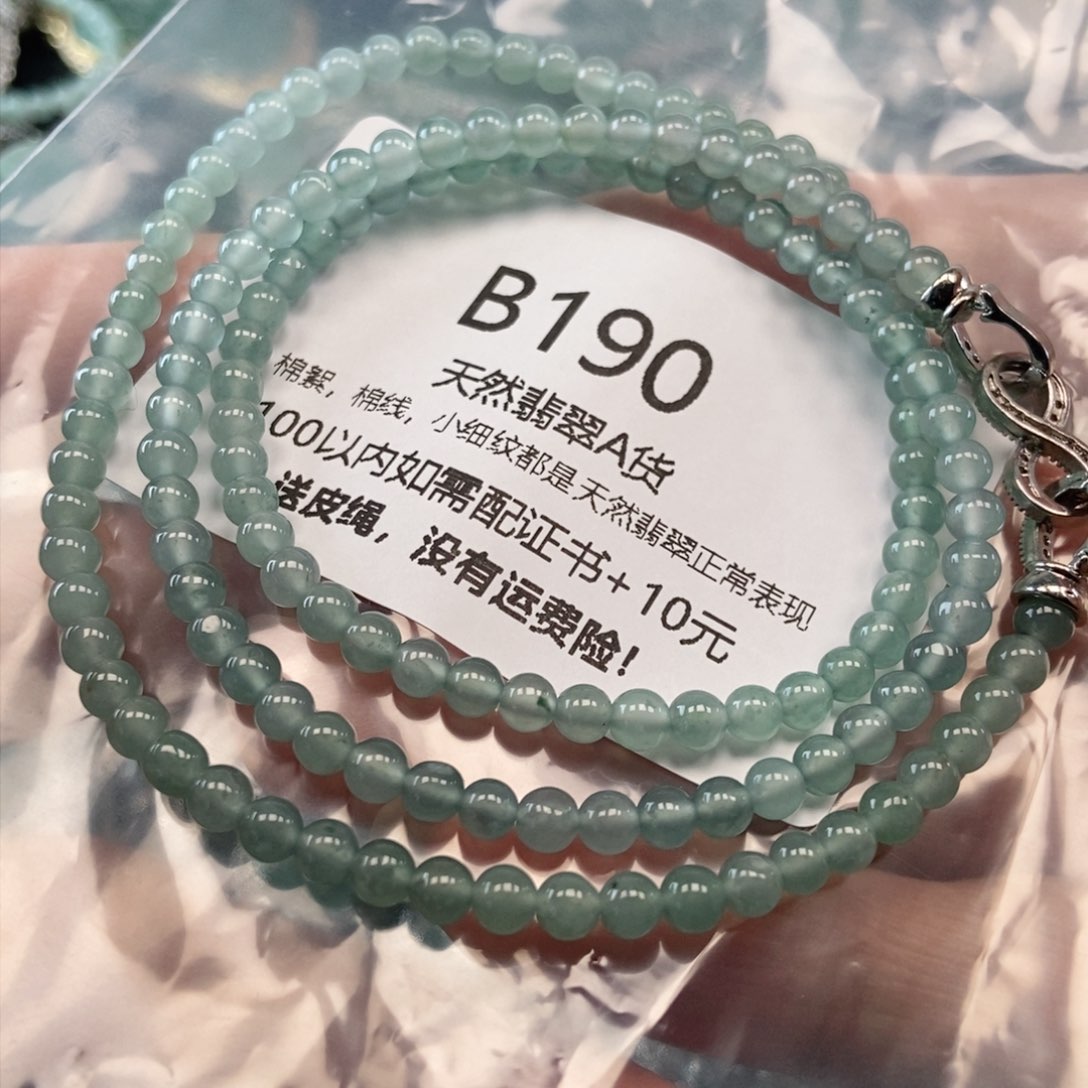 B190
天然翡翠A货
棉絮，棉线，小细纹都是天然翡翠正常表现
100以内如需配证书+10元
送皮绳，没有运费险！